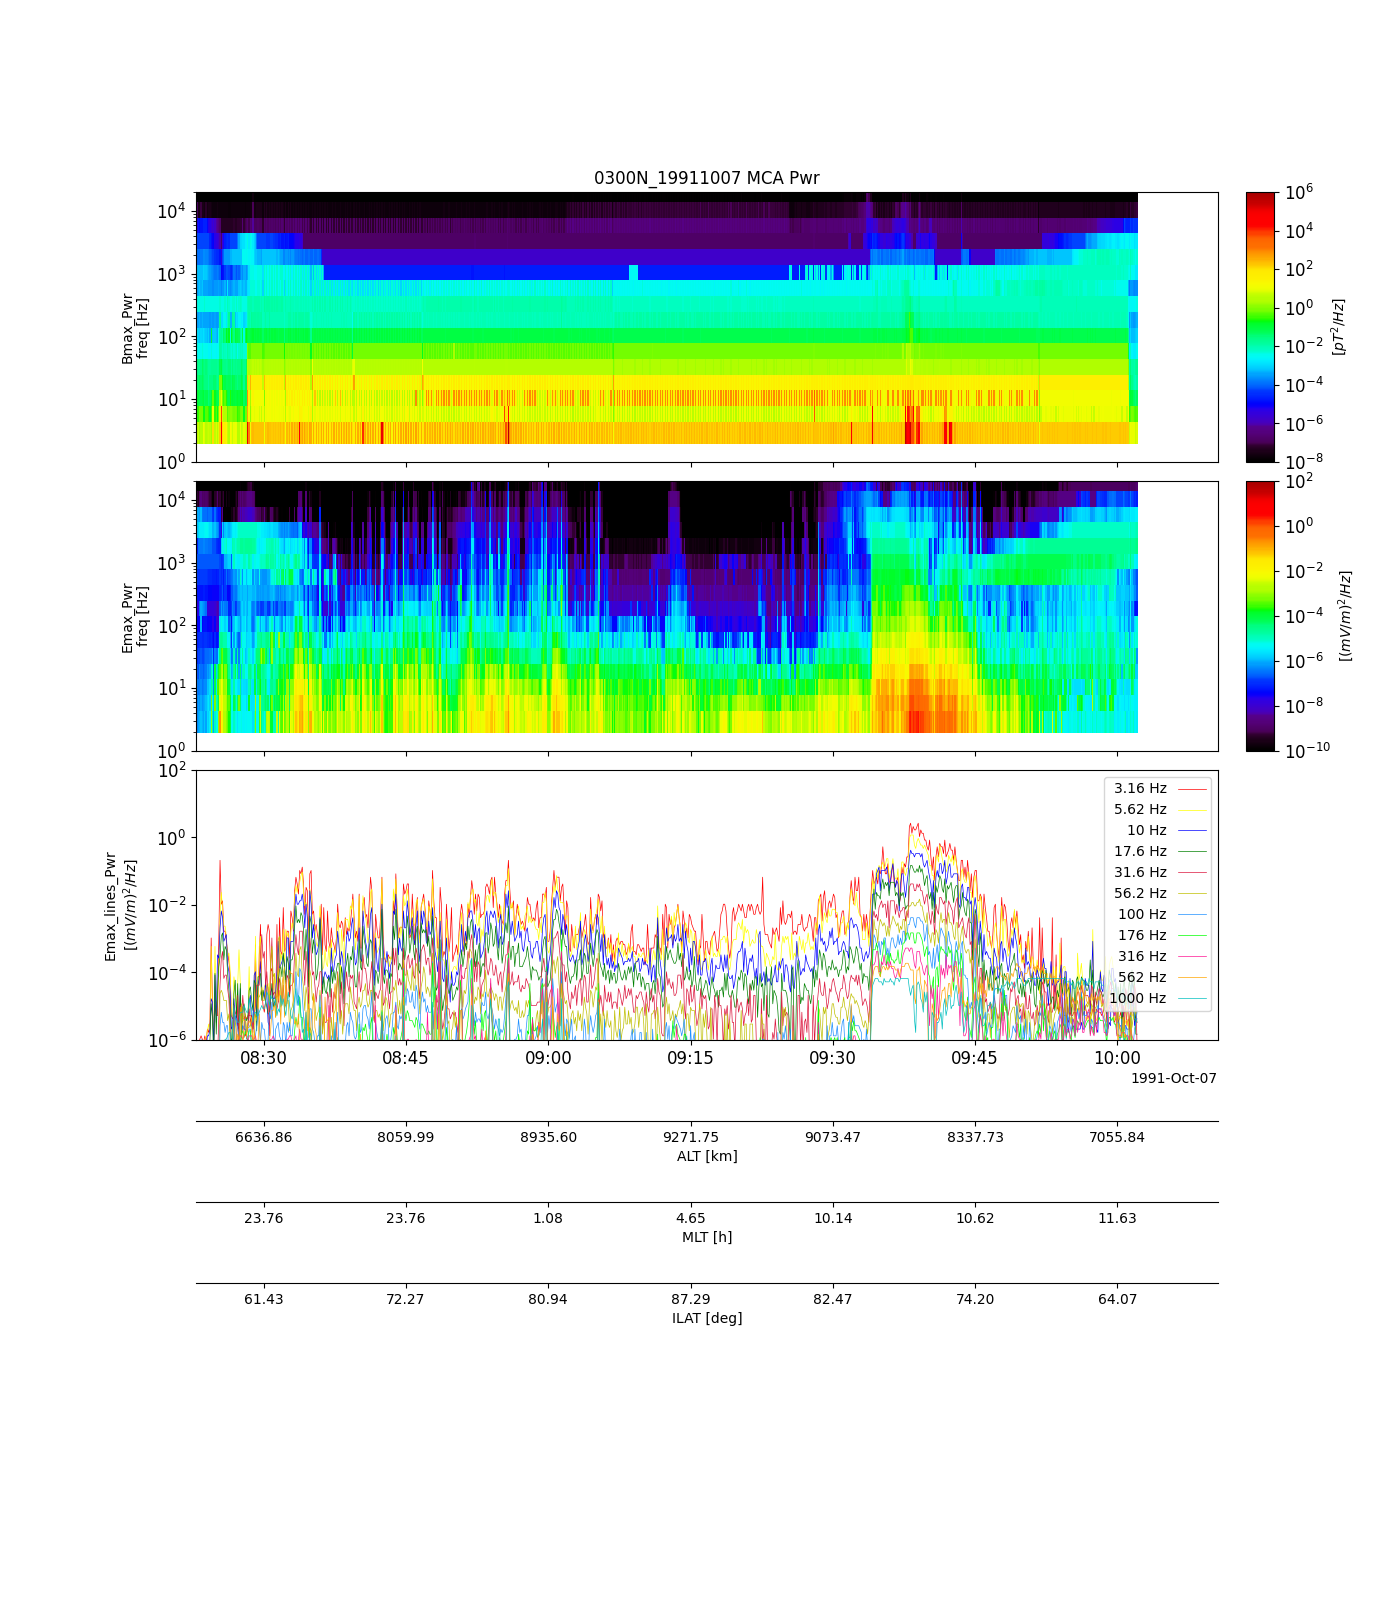 0300N_19911007 MCA Pwr
Bmax_Pwr
freq [Hz]
10^4
10^3
10^2
10^1
10^0
10^6
10^4
10^2
10^0
10^-2
10^-4
10^-6
10^-8
[pT^2/Hz]
Emax_Pwr
freq [Hz]
10^4
10^3
10^2
10^1
10^0
10^2
10^0
10^-2
10^-4
10^-6
10^-8
10^-10
[(mV/m)^2/Hz]
Emax_lines_Pwr
[(mV/m)^2/Hz]
10^2
10^0
10^-2
10^-4
10^-6
3.16 Hz
5.62 Hz
10 Hz
17.6 Hz
31.6 Hz
56.2 Hz
100 Hz
176 Hz
316 Hz
562 Hz
1000 Hz
08:30 08:45 09:00 09:15 09:30 09:45 10:00
1991-Oct-07
6636.86 8059.99 8935.60 9271.75 9073.47 8337.73 7055.84
ALT [km]
23.76 23.76 1.08 4.65 10.14 10.62 11.63
MLT [h]
61.43 72.27 80.94 87.29 82.47 74.20 64.07
ILAT [deg]